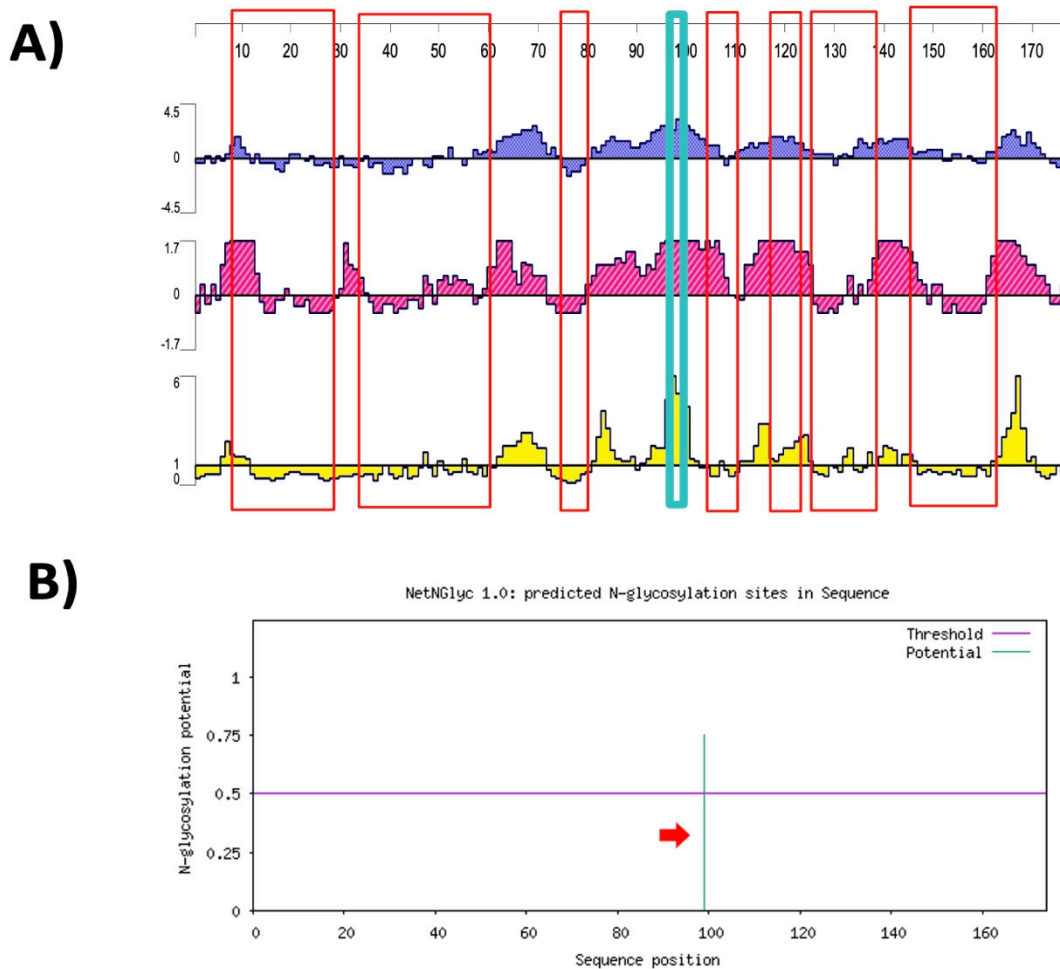 A)
10 20 30 40 50 60 70 80 90 100 110 120 130 140 150 160 170
4.5
0
-4.5
1.7
0
-1.7
6
1
0
B)
NetNGlyc 1.0: predicted N-glycosylation sites in Sequence
Threshold
Potential
N-glycosylation potential
1
0.75
0.5
0.25
0
0 20 40 60 80 100 120 140 160
Sequence position